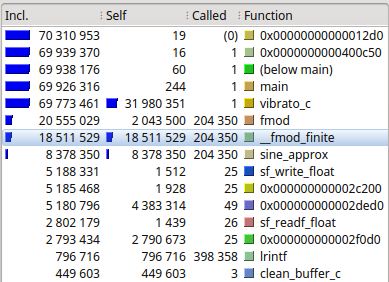 Incl. Self Called Function
70 310 953 19 (0) 0x00000000000012d0
69 939 370 16 1 0x0000000000400c50
69 938 176 60 1 (below main)
69 926 316 244 1 main
69 773 461 31 980 351 1 vibrato_c
20 555 029 2 043 500 204 350 fmod
18 511 529 18 511 529 204 350 __fmod_finite
8 378 350 8 378 350 204 350 sine_approx
5 188 331 1 512 25 sf_write_float
5 185 468 1 928 25 0x000000000002c200
5 180 796 4 383 314 49 0x000000000002ded0
2 802 179 1 439 26 sf_readf_float
2 793 434 2 790 673 25 0x000000000002f0d0
796 716 796 716 398 358 lrintf
449 603 449 603 3 clean_buffer_c